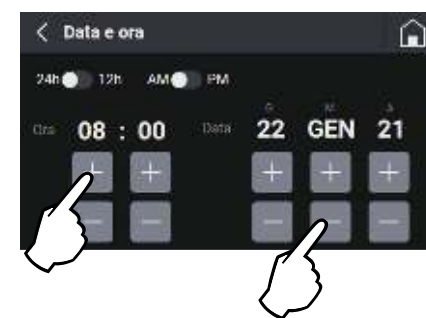 Data e ora
24h 12h AM PM
G M A
Ora 08 : 00 Data 22 GEN 21
+ + + + +
- - - - -